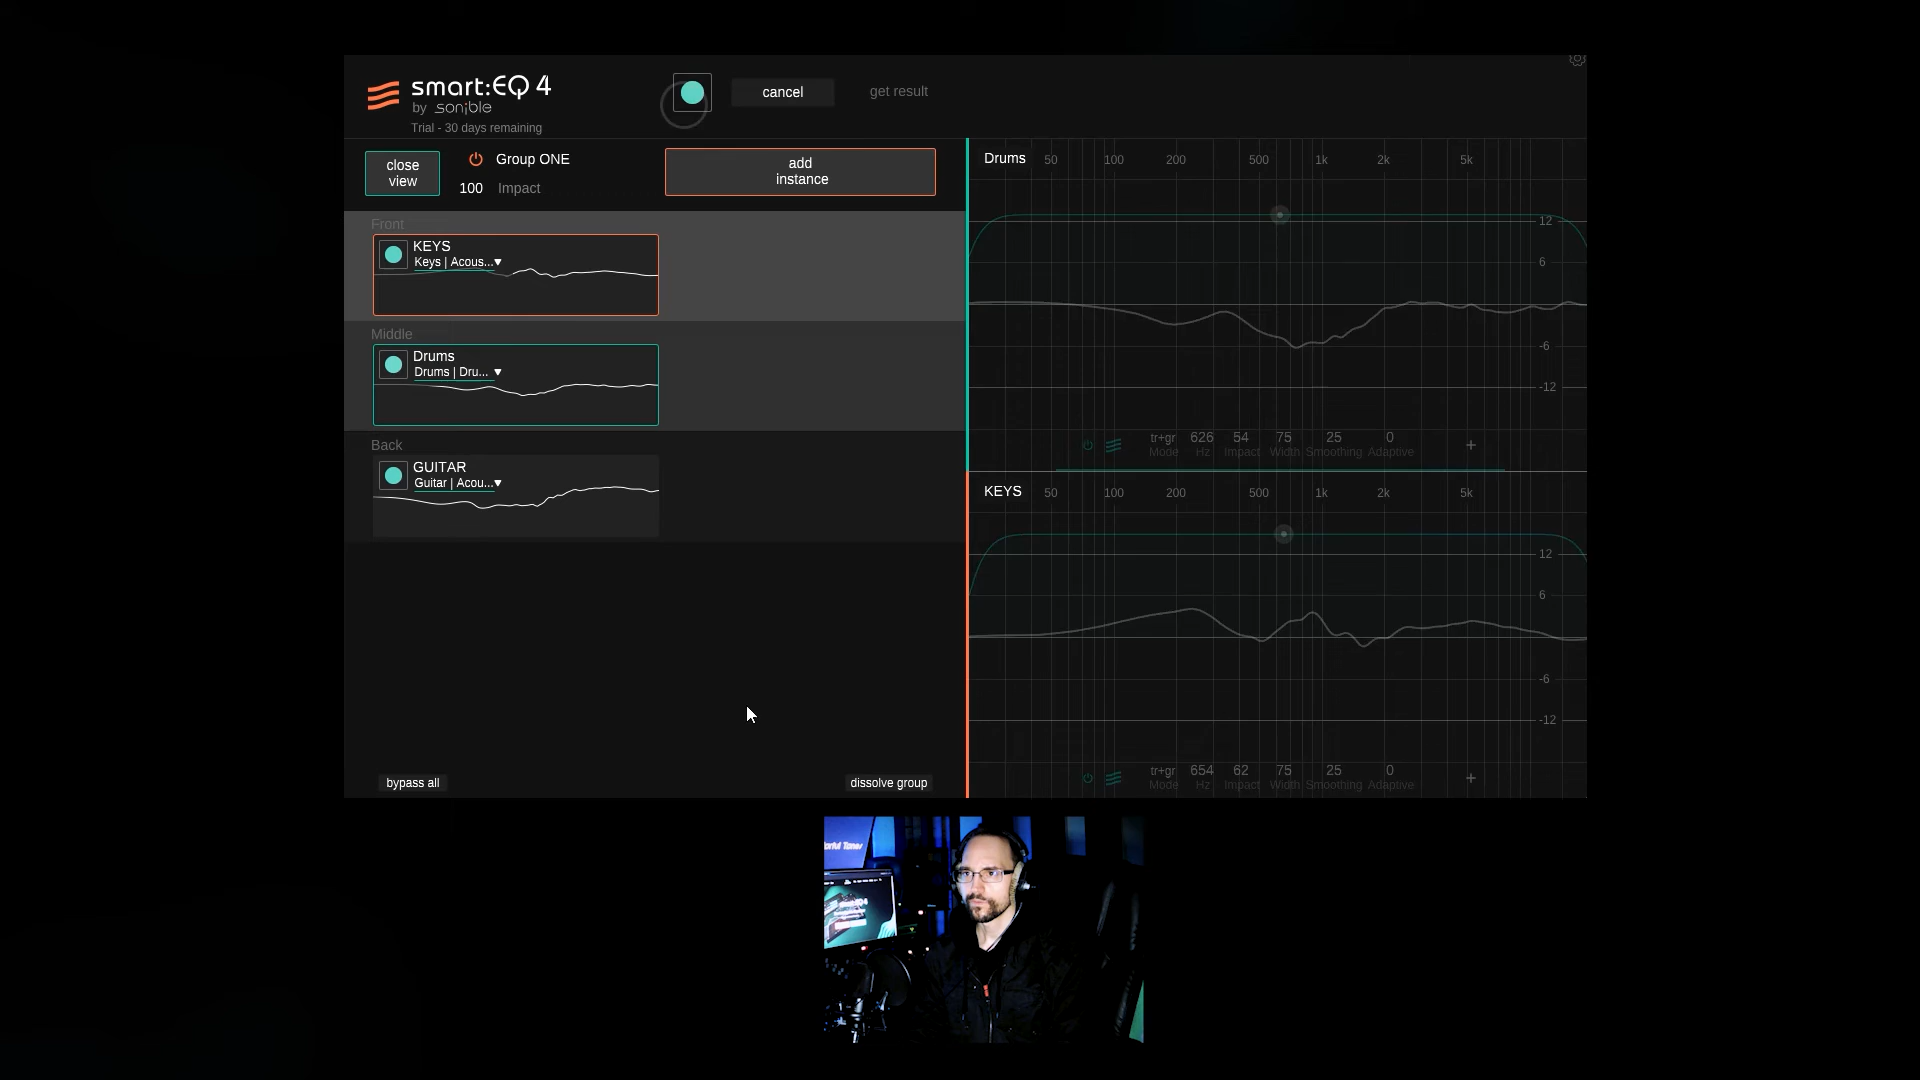 smart:EQ 4
by sonible
Trial - 30 days remaining
cancel
get result
close
view
Group ONE
100 Impact
add
instance
Front
KEYS
Keys | Acous...▼
Middle
Drums
Drums | Dru... ▼
Back
GUITAR
Guitar | Acou...▼
bypass all
dissolve group
Drums 50 100 200 500 1k 2k 5k
12
6
-6
-12
tr+gr 626 54 75 25 0 +
Mode Hz Impact Width Smoothing Adaptive
KEYS 50 100 200 500 1k 2k 5k
12
6
-6
-12
tr+gr 654 62 75 25 0 +
Mode Hz Impact Width Smoothing Adaptive